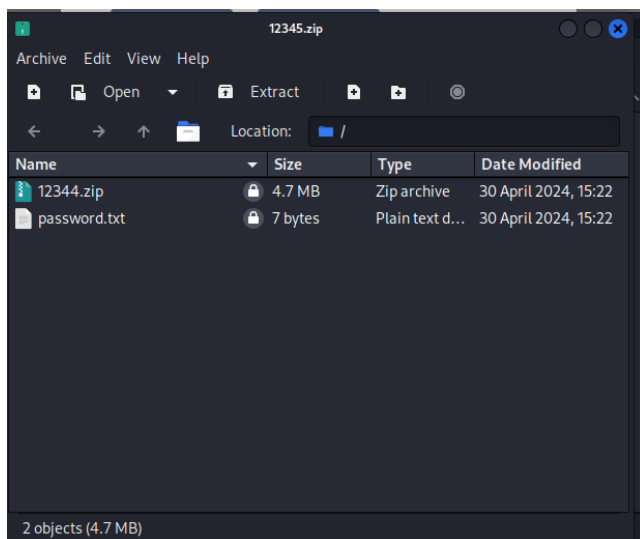 12345.zip
Archive Edit View Help
Open Extract
Location: /
Name Size Type Date Modified
12344.zip 4.7 MB Zip archive 30 April 2024, 15:22
password.txt 7 bytes Plain text d... 30 April 2024, 15:22
2 objects (4.7 MB)